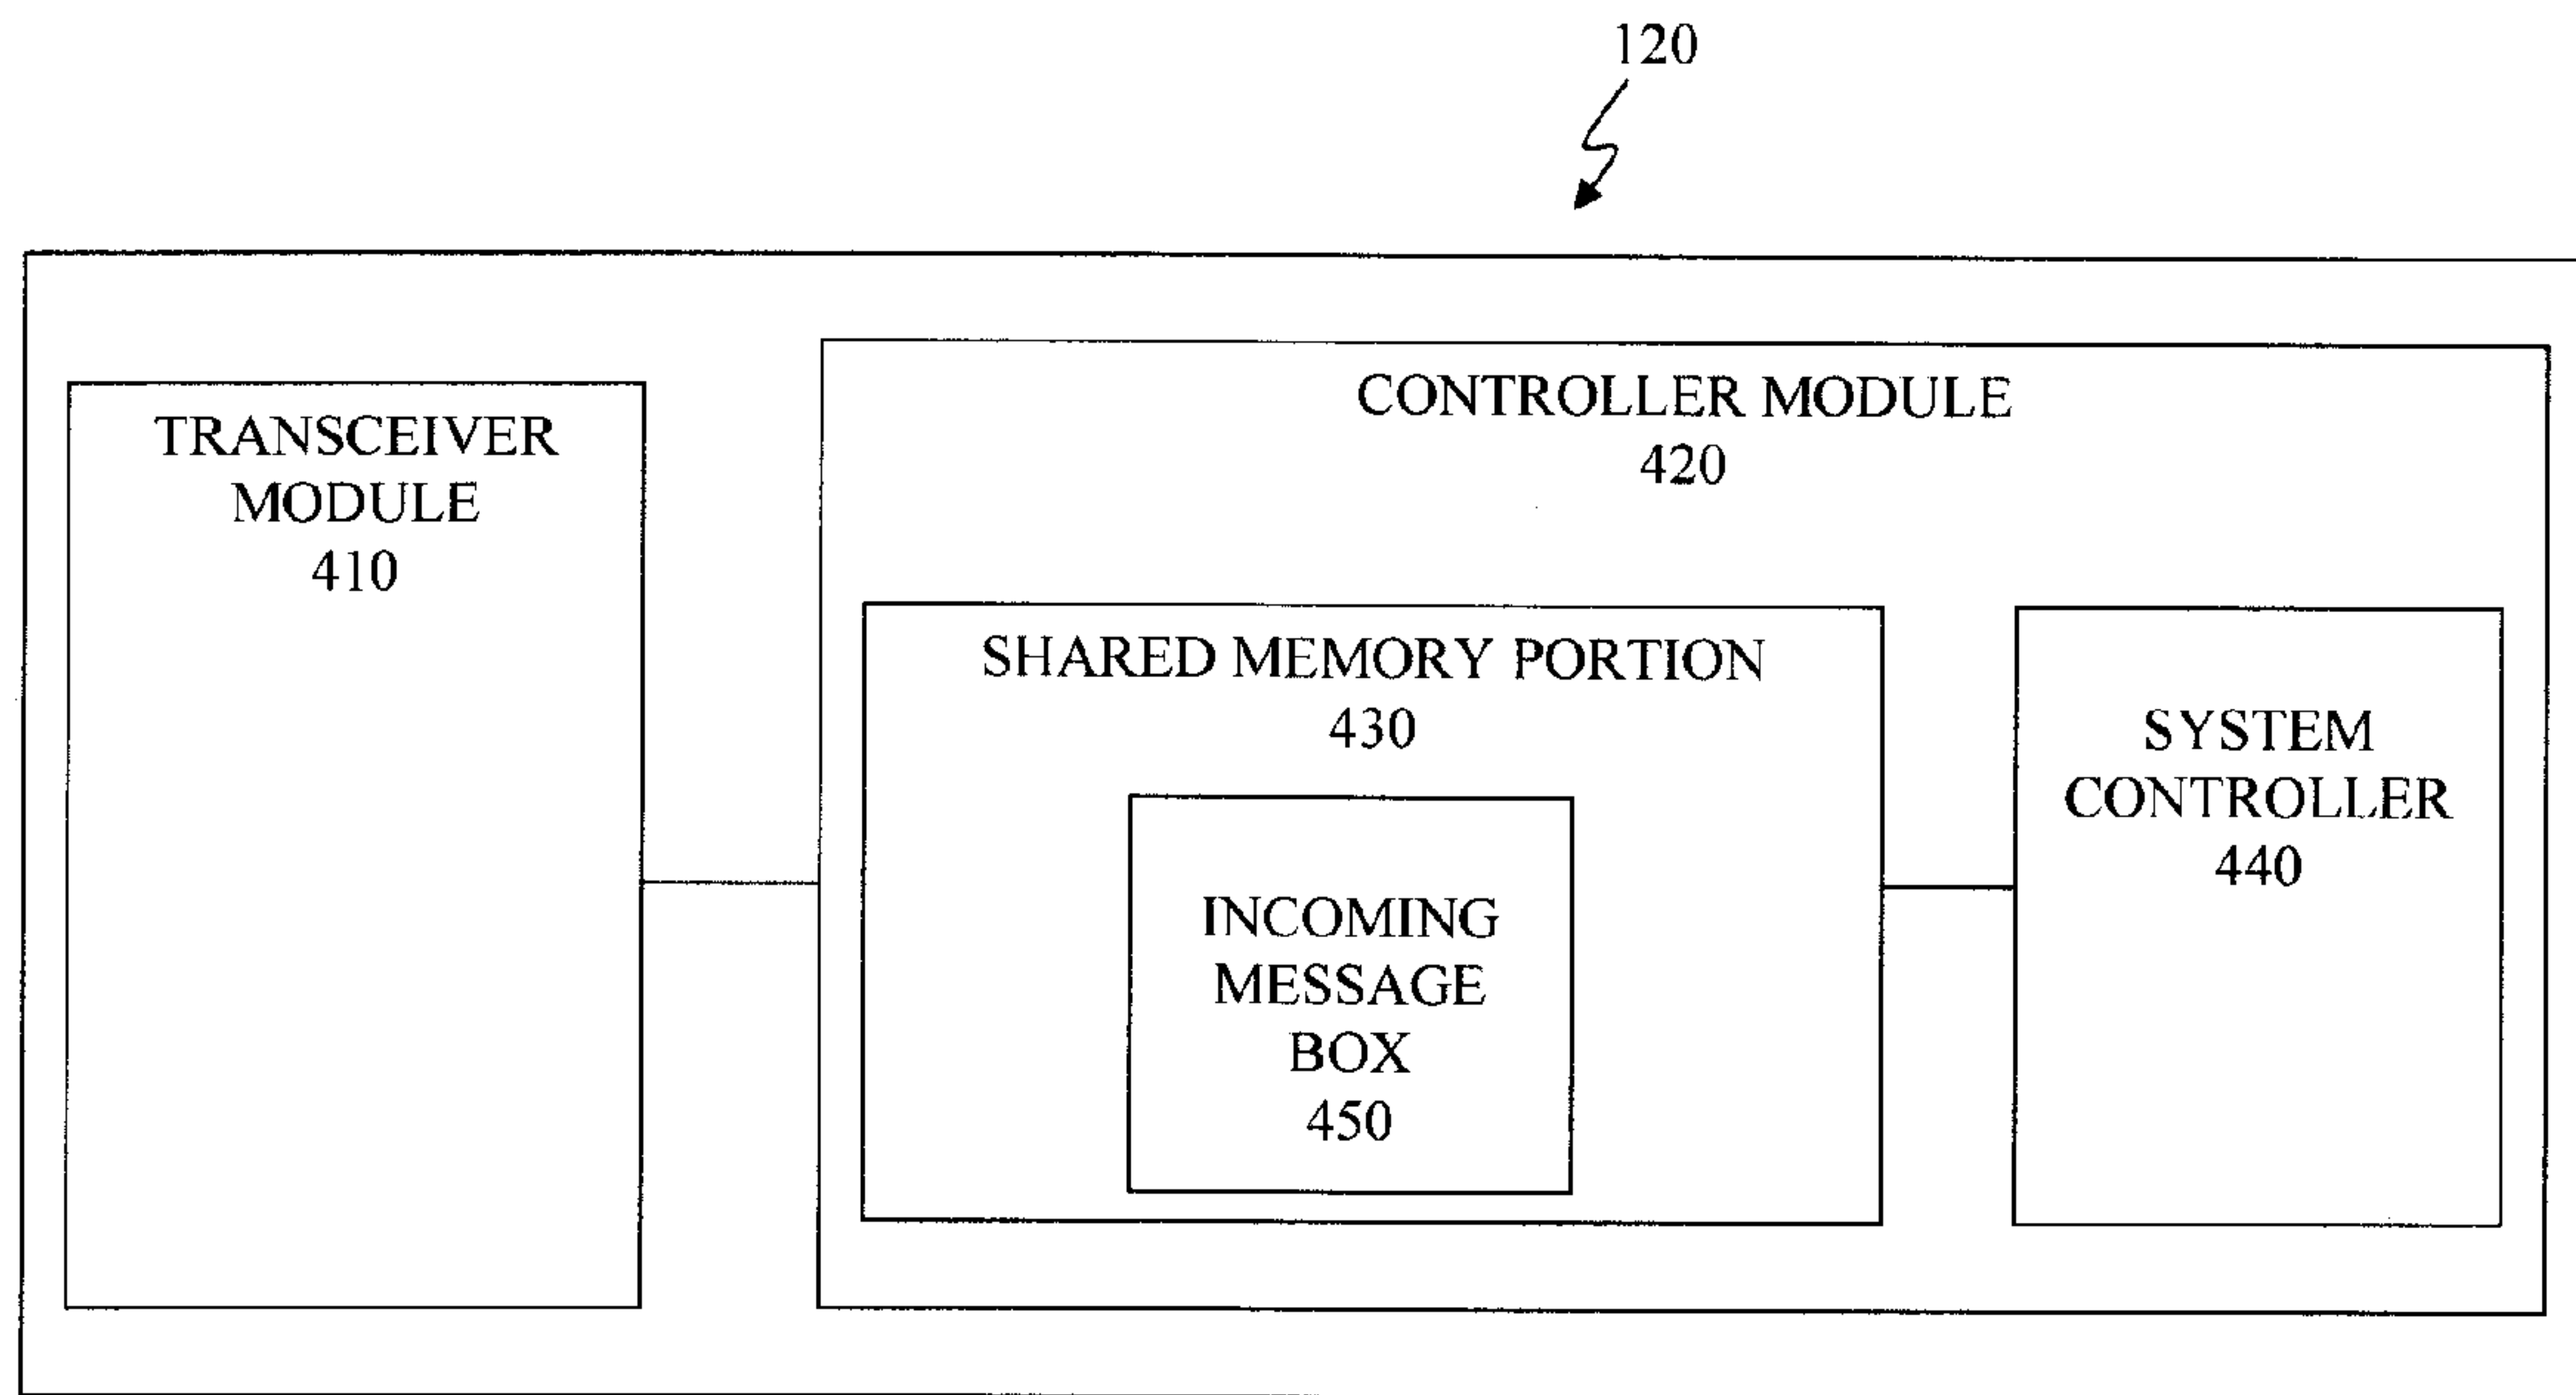 120
TRANSCEIVER
MODULE
410
CONTROLLER MODULE
420
SHARED MEMORY PORTION
430
INCOMING
MESSAGE
BOX
450
SYSTEM
CONTROLLER
440